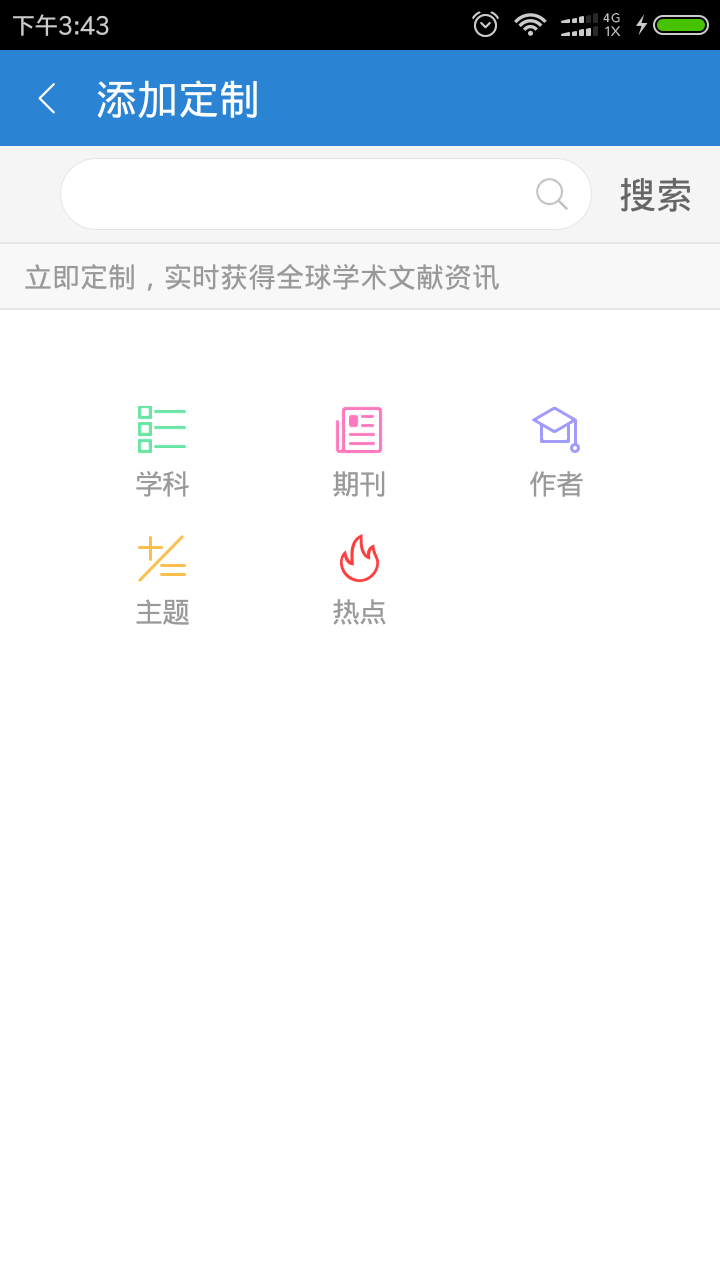 下午3:43
4G
1X
添加定制
搜索
立即定制，实时获得全球学术文献资讯
学科 期刊 作者
主题 热点